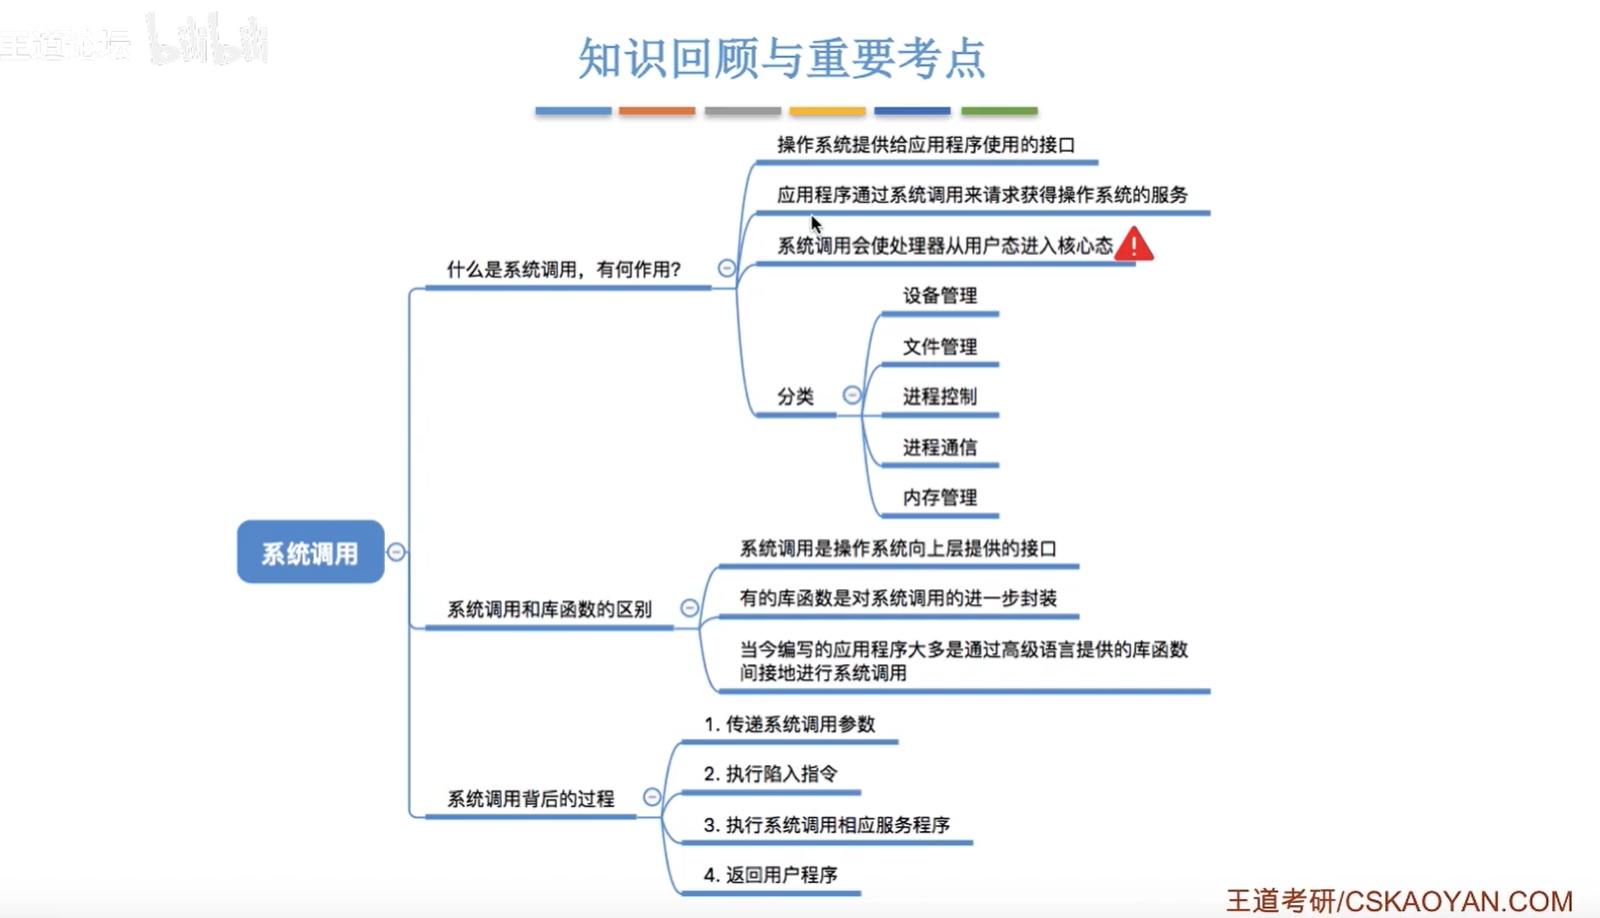 王道论坛 bilibili
知识回顾与重要考点
操作系统提供给应用程序使用的接口
应用程序通过系统调用来请求获得操作系统的服务
系统调用会使处理器从用户态进入核心态
什么是系统调用，有何作用？
设备管理
文件管理
分类
进程控制
进程通信
内存管理
系统调用
系统调用是操作系统向上层提供的接口
有的库函数是对系统调用的进一步封装
系统调用和库函数的区别
当今编写的应用程序大多是通过高级语言提供的库函数
间接地进行系统调用
1. 传递系统调用参数
2. 执行陷入指令
系统调用背后的过程
3. 执行系统调用相应服务程序
4. 返回用户程序
王道考研/CSKAOYAN.COM